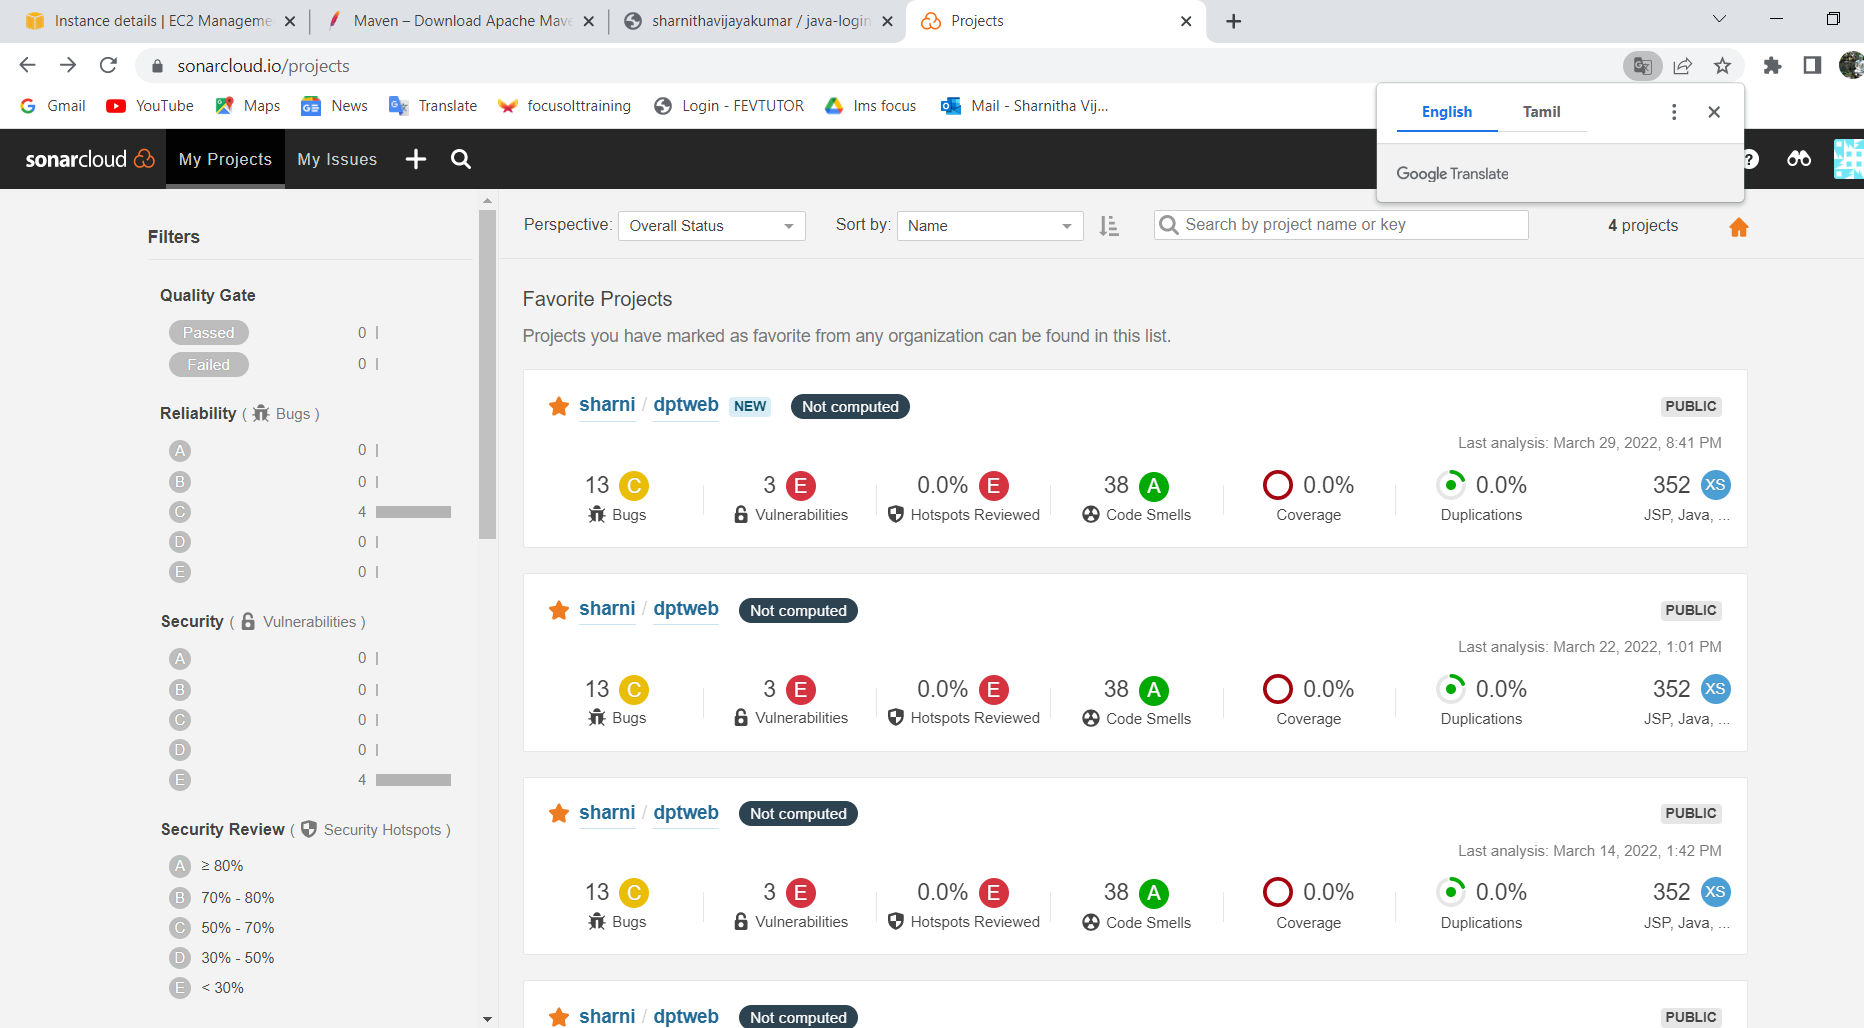 Instance details | EC2 Manageme
Maven – Download Apache Mav
sharnithavijayakumar / java-login
Projects
sonarcloud.io/projects
Gmail
YouTube
Maps
News
Translate
focusolttraining
Login - FEVTUTOR
lms focus
Mail - Sharnitha Vij...
English
Tamil
Google Translate
sonarcloud
My Projects
My Issues
?
Filters
Quality Gate
Passed 0
Failed 0
Reliability ( Bugs )
A 0
B 0
C 4
D 0
E 0
Security ( Vulnerabilities )
A 0
B 0
C 0
D 0
E 4
Security Review ( Security Hotspots )
A ≥ 80%
B 70% - 80%
C 50% - 70%
D 30% - 50%
E < 30%
Perspective: Overall Status
Sort by: Name
Search by project name or key
4 projects
Favorite Projects
Projects you have marked as favorite from any organization can be found in this list.
sharni / dptweb NEW Not computed PUBLIC
Last analysis: March 29, 2022, 8:41 PM
13 C 3 E 0.0% E 38 A 0.0% 0.0% 352 XS
Bugs Vulnerabilities Hotspots Reviewed Code Smells Coverage Duplications JSP, Java, ...
sharni / dptweb Not computed PUBLIC
Last analysis: March 22, 2022, 1:01 PM
13 C 3 E 0.0% E 38 A 0.0% 0.0% 352 XS
Bugs Vulnerabilities Hotspots Reviewed Code Smells Coverage Duplications JSP, Java, ...
sharni / dptweb Not computed PUBLIC
Last analysis: March 14, 2022, 1:42 PM
13 C 3 E 0.0% E 38 A 0.0% 0.0% 352 XS
Bugs Vulnerabilities Hotspots Reviewed Code Smells Coverage Duplications JSP, Java, ...
sharni / dptweb Not computed PUBLIC